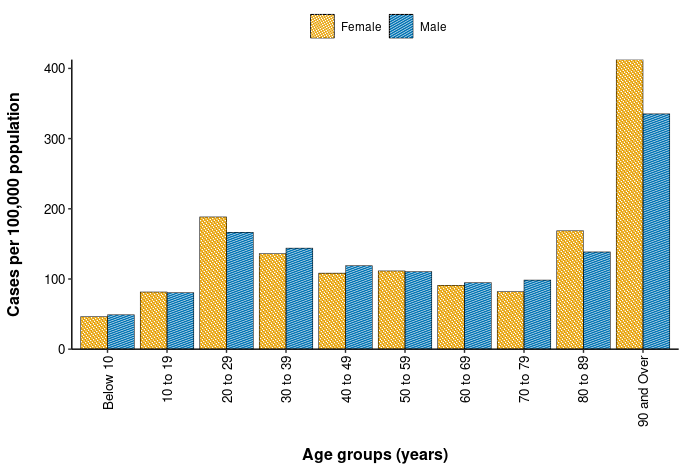 Female Male
Cases per 100,000 population
400
300
200
100
0
Below 10
10 to 19
20 to 29
30 to 39
40 to 49
50 to 59
60 to 69
70 to 79
80 to 89
90 and Over
Age groups (years)